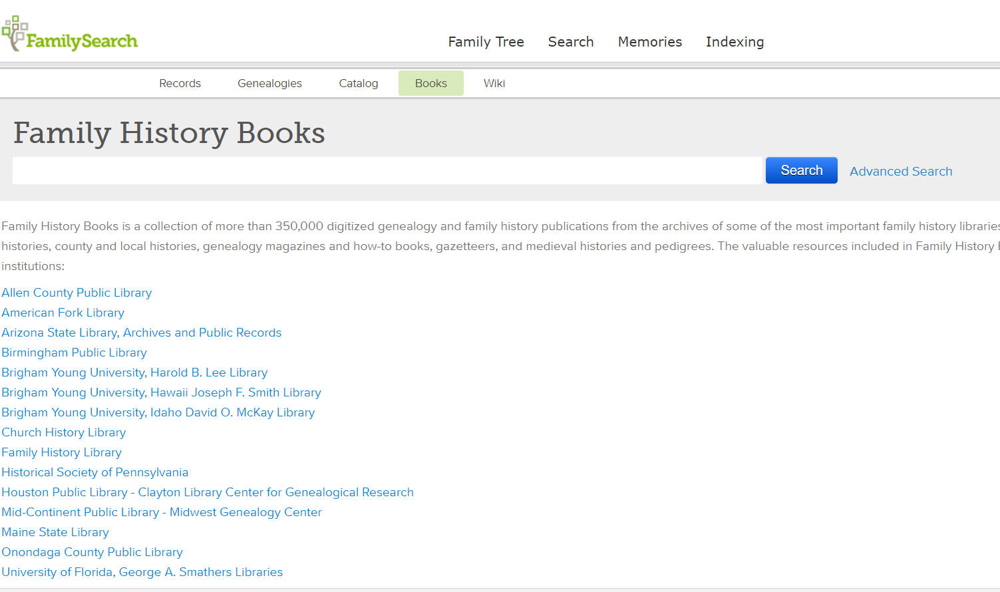 FamilySearch
Family Tree Search Memories Indexing
Records Genealogies Catalog Books Wiki
Family History Books
Search Advanced Search
Family History Books is a collection of more than 350,000 digitized genealogy and family history publications from the archives of some of the most important family history libraries
histories, county and local histories, genealogy magazines and how-to books, gazetteers, and medieval histories and pedigrees. The valuable resources included in Family History
institutions:
Allen County Public Library
American Fork Library
Arizona State Library, Archives and Public Records
Birmingham Public Library
Brigham Young University, Harold B. Lee Library
Brigham Young University, Hawaii Joseph F. Smith Library
Brigham Young University, Idaho David O. McKay Library
Church History Library
Family History Library
Historical Society of Pennsylvania
Houston Public Library - Clayton Library Center for Genealogical Research
Mid-Continent Public Library - Midwest Genealogy Center
Maine State Library
Onondaga County Public Library
University of Florida, George A. Smathers Libraries